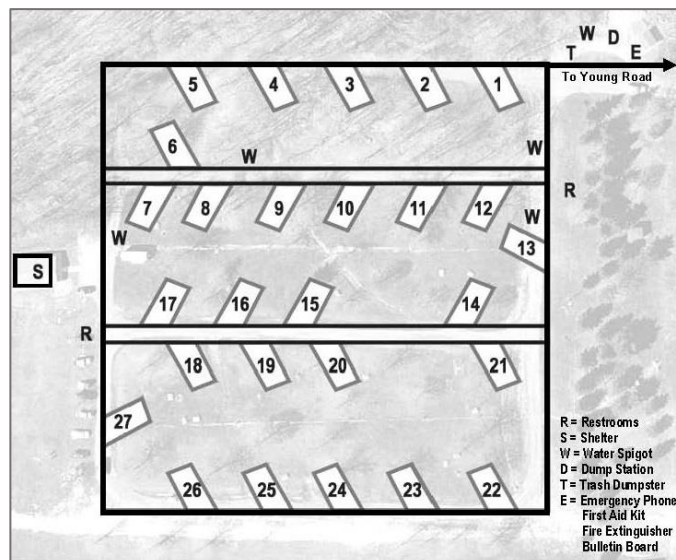 W
D
T
E
To Young Road
5
4
3
2
1
6
W
W
R
7
8
9
10
11
12
W
W
13
S
17
16
15
14
R
18
19
20
21
27
26
25
24
23
22
R = Restrooms
S = Shelter
W = Water Spigot
D = Dump Station
T = Trash Dumpster
E = Emergency Phone
First Aid Kit
Fire Extinguisher
Bulletin Board